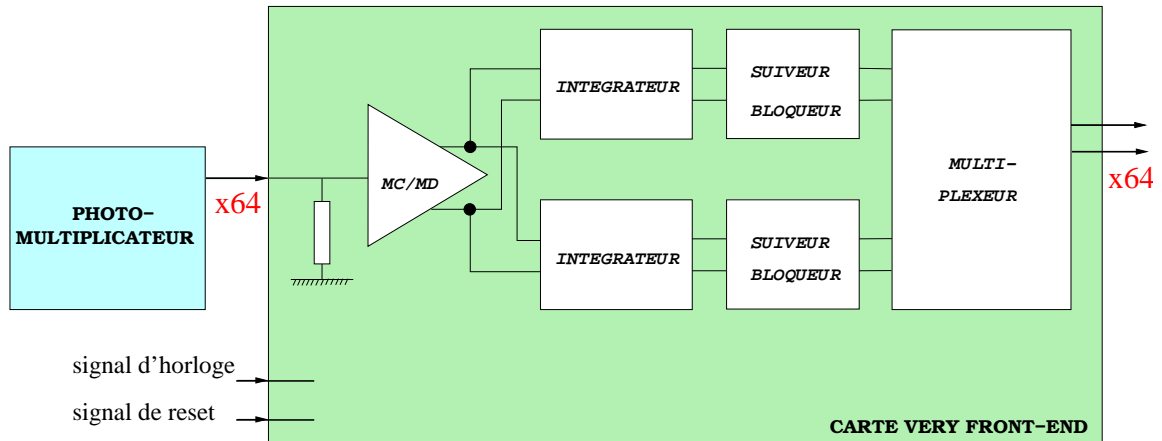 INTEGRATEUR
SUIVEUR
BLOQUEUR
MC/MD
x64
PHOTO-
MULTIPLICATEUR
MULTI-
PLEXEUR
x64
INTEGRATEUR
SUIVEUR
BLOQUEUR
signal d'horloge
signal de reset
CARTE VERY FRONT-END